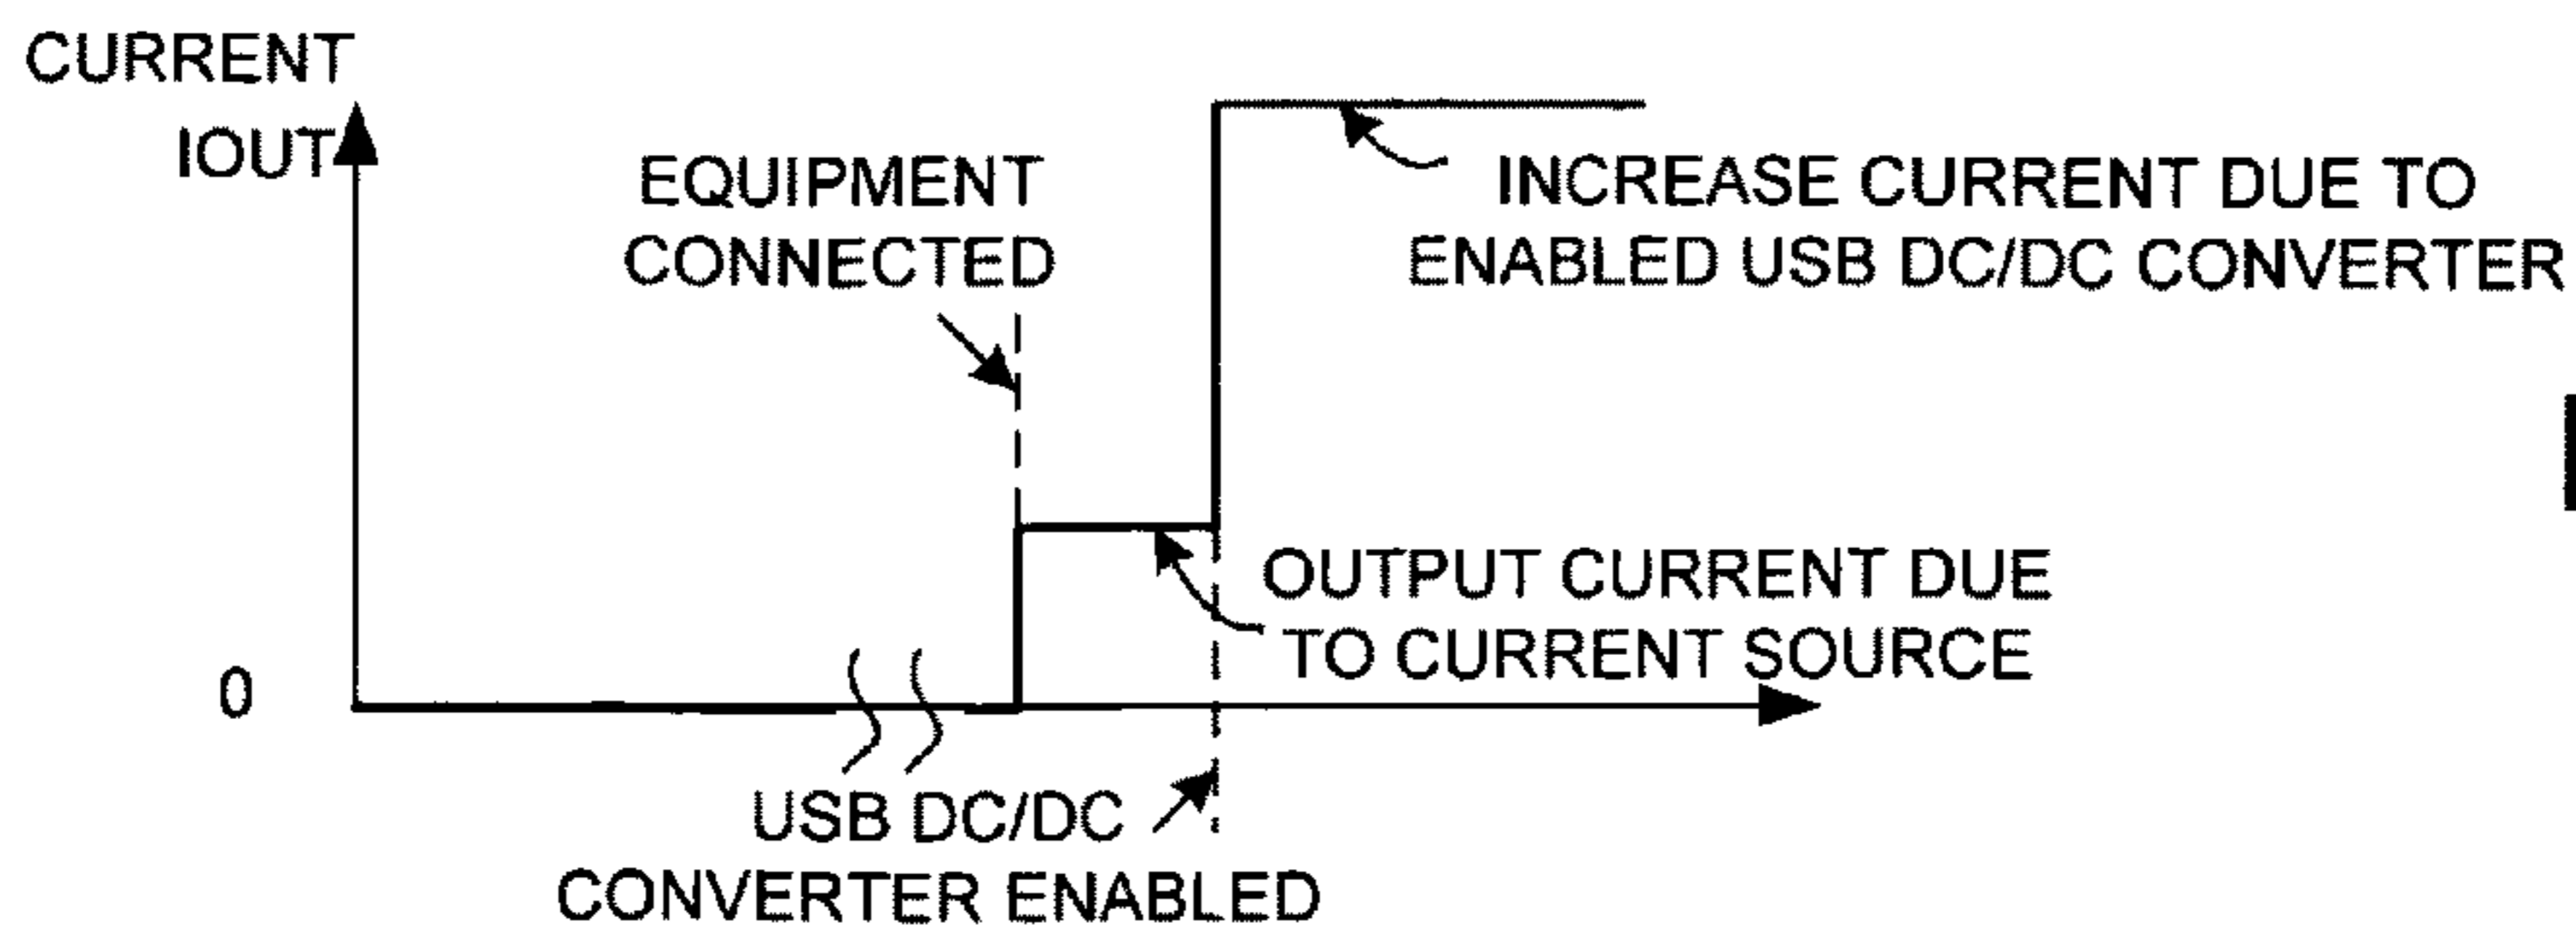 CURRENT
IOUT
EQUIPMENT
CONNECTED
INCREASE CURRENT DUE TO
ENABLED USB DC/DC CONVERTER
OUTPUT CURRENT DUE
TO CURRENT SOURCE
0
USB DC/DC
CONVERTER ENABLED